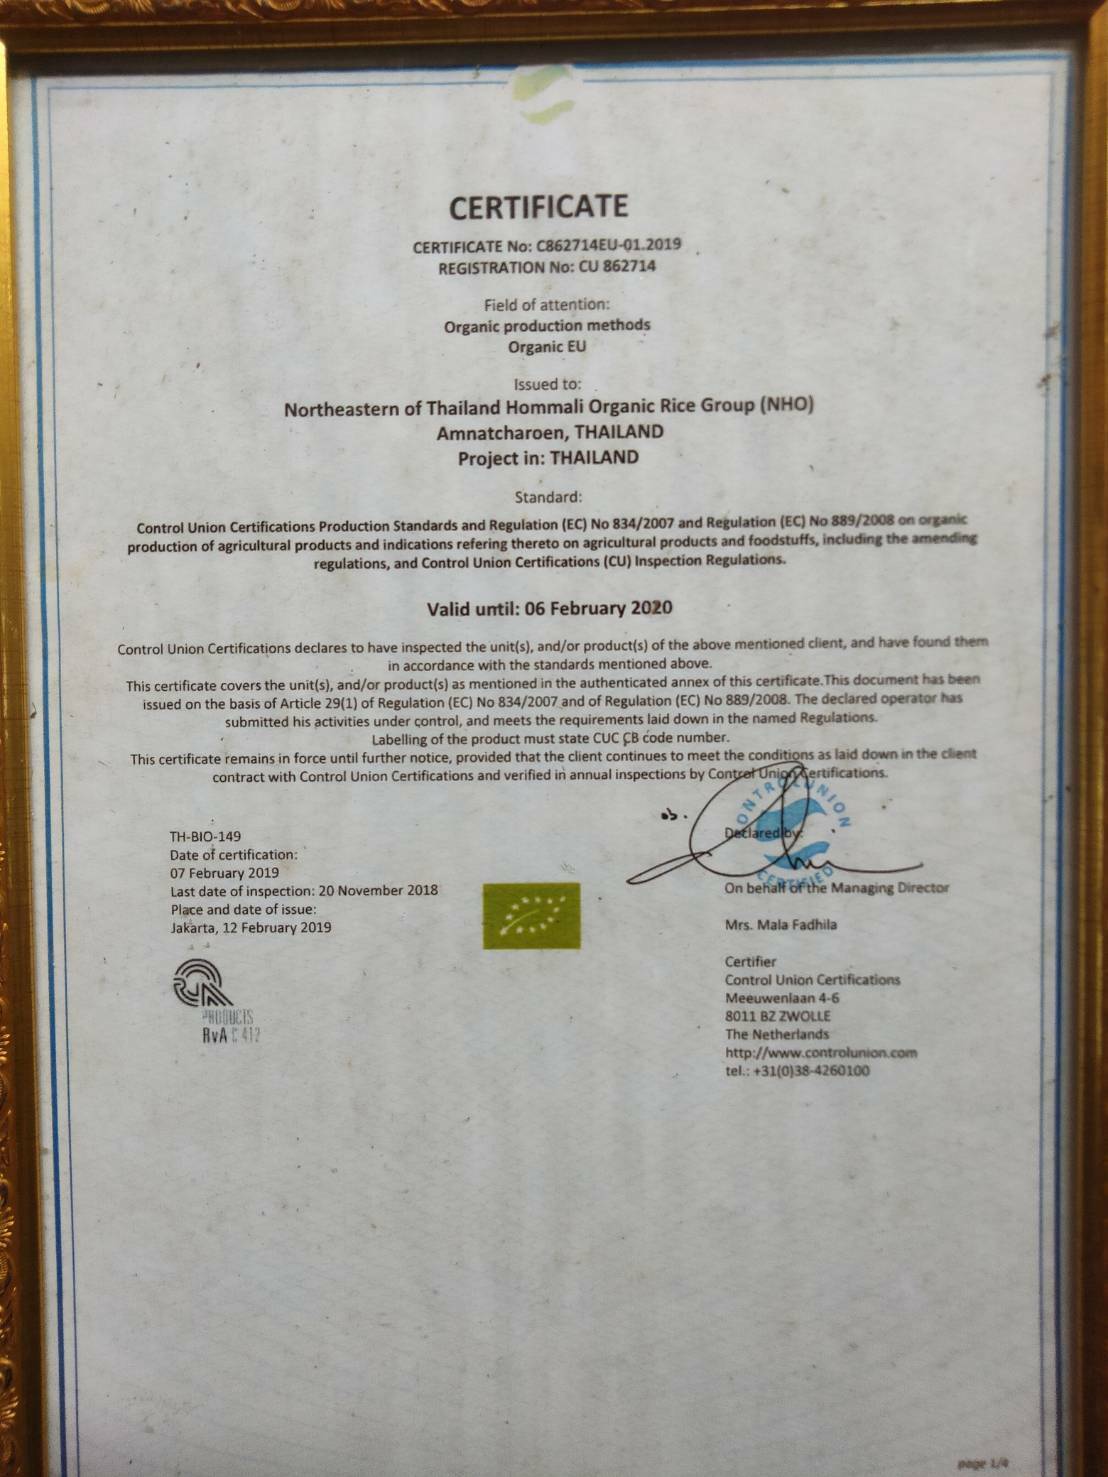 CERTIFICATE
CERTIFICATE No: C862714EU-01.2019
REGISTRATION No: CU 862714
Field of attention:
Organic production methods
Organic EU
Issued to:
Northeastern of Thailand Hommali Organic Rice Group (NHO)
Amnatcharoen, THAILAND
Project in: THAILAND
Standard:
Control Union Certifications Production Standards and Regulation (EC) No 834/2007 and Regulation (EC) No 889/2008 on organic
production of agricultural products and indications refering thereto on agricultural products and foodstuffs, including the amending
regulations, and Control Union Certifications (CU) Inspection Regulations.
Valid until: 06 February 2020
Control Union Certifications declares to have inspected the unit(s), and/or product(s) of the above mentioned client, and have found them
in accordance with the standards mentioned above.
This certificate covers the unit(s), and/or product(s) as mentioned in the authenticated annex of this certificate.This document has been
issued on the basis of Article 29(1) of Regulation (EC) No 834/2007 and of Regulation (EC) No 889/2008. The declared operator has
submitted his activities under control, and meets the requirements laid down in the named Regulations.
Labelling of the product must state CUC CB code number.
This certificate remains in force until further notice, provided that the client continues to meet the conditions as laid down in the client
contract with Control Union Certifications and verified in annual inspections by Control Union Certifications.
TH-BIO-149
Date of certification:
07 February 2019
Last date of inspection: 20 November 2018
Place and date of issue:
Jakarta, 12 February 2019
PRODUCTS
RvA C 412
CONTROL UNION
CERTIFIED
Declared by:
On behalf of the Managing Director
Mrs. Mala Fadhila
Certifier
Control Union Certifications
Meeuwenlaan 4-6
8011 BZ ZWOLLE
The Netherlands
http://www.controlunion.com
tel.: +31(0)38-4260100
page 1/4